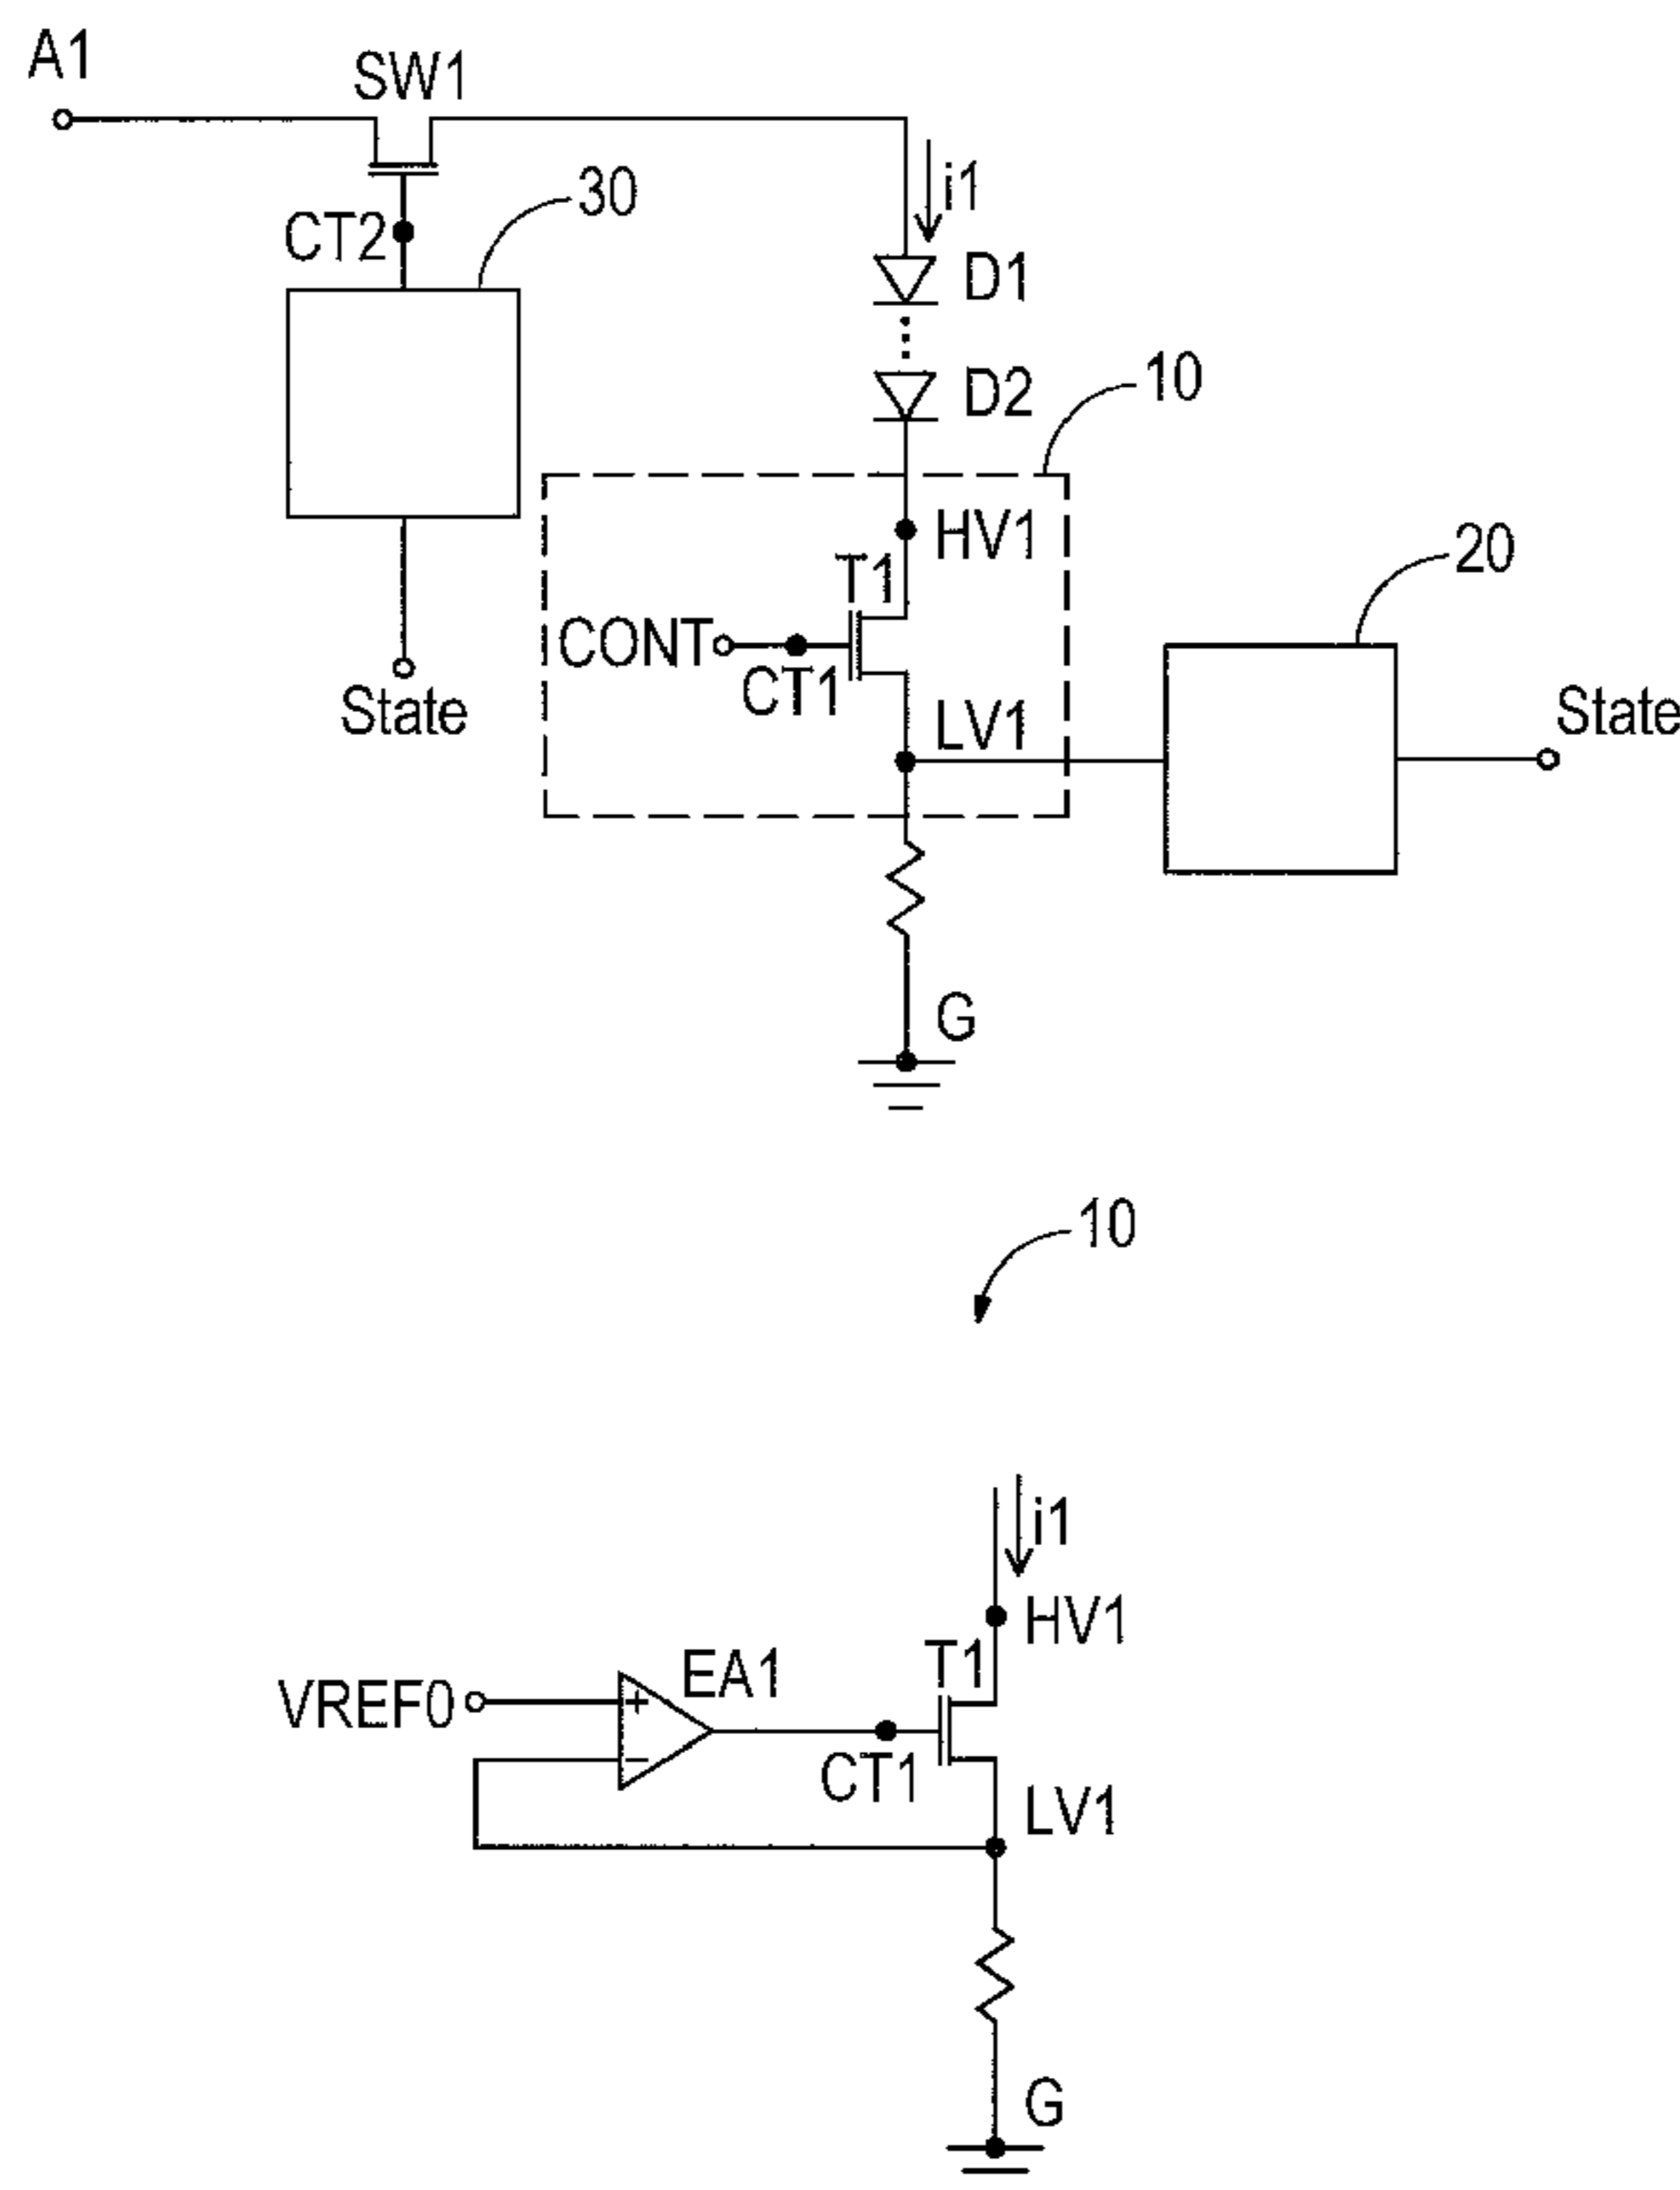 A1
SW1
30
i1
CT2
D1
10
D2
HV1
20
T1
CONT
CT1
State
LV1
State
G
10
i1
HV1
T1
EA1
VREF0
+
-
CT1
LV1
G